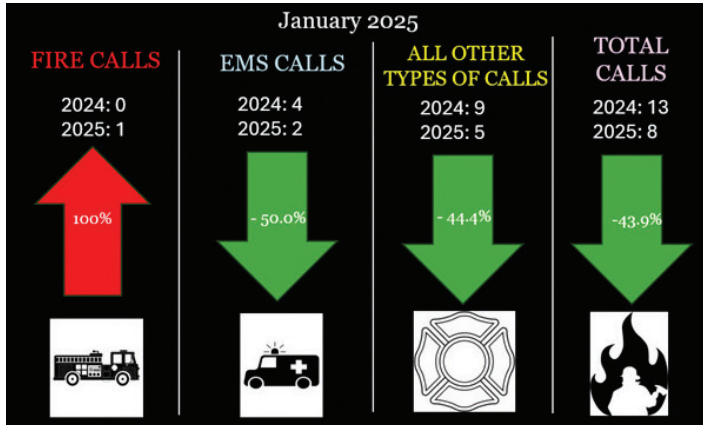 January 2025
FIRE CALLS
2024: 0
2025: 1
100%
EMS CALLS
2024: 4
2025: 2
- 50.0%
ALL OTHER
TYPES OF CALLS
2024: 9
2025: 5
- 44.4%
TOTAL
CALLS
2024: 13
2025: 8
-43.9%